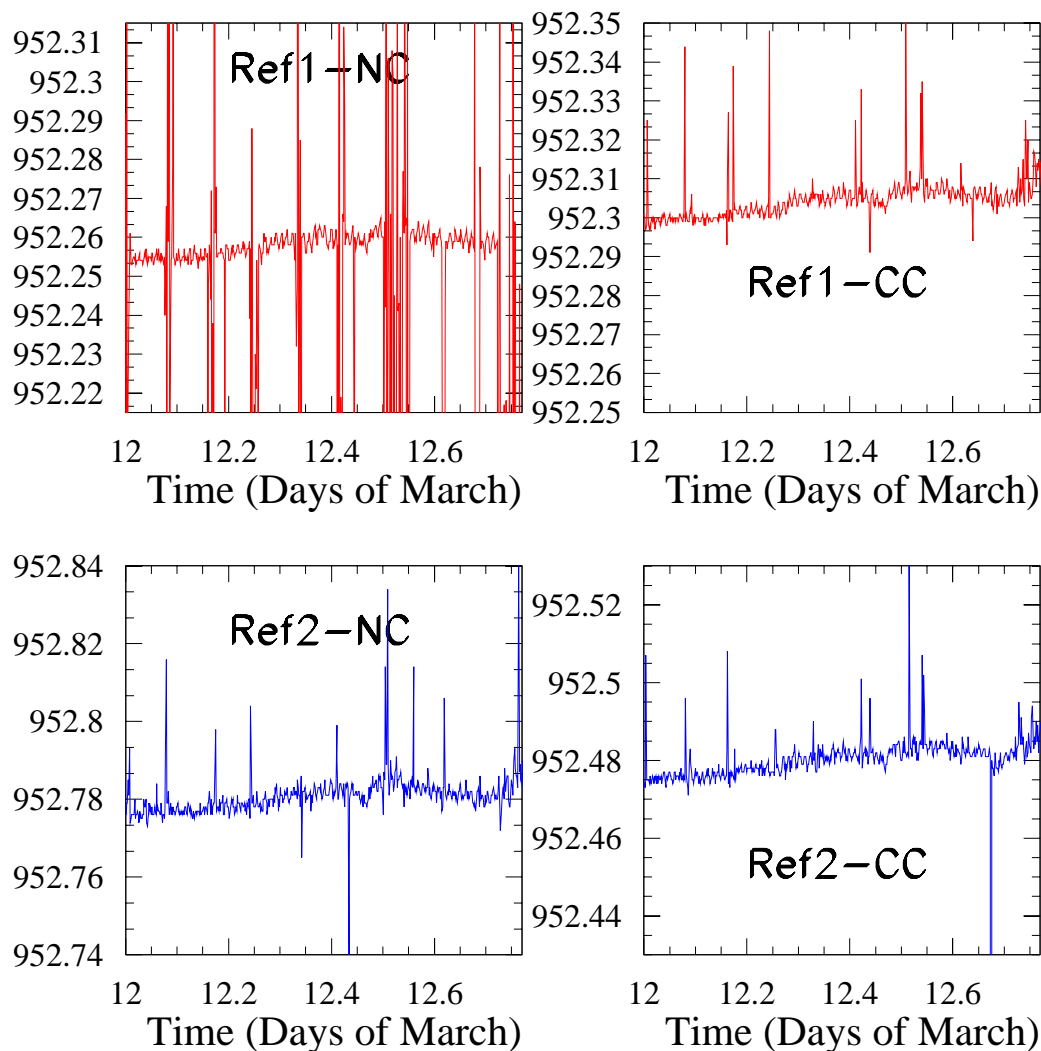 952.31
952.3
952.29
952.28
952.27
952.26
952.25
952.24
952.23
952.22
Ref1-NC
12 12.2 12.4 12.6
Time (Days of March)
952.35
952.34
952.33
952.32
952.31
952.3
952.29
952.28
952.27
952.26
952.25
Ref1-CC
12 12.2 12.4 12.6
Time (Days of March)
952.84
952.82
952.8
952.78
952.76
952.74
Ref2-NC
12 12.2 12.4 12.6
Time (Days of March)
952.52
952.5
952.48
952.46
952.44
Ref2-CC
12 12.2 12.4 12.6
Time (Days of March)